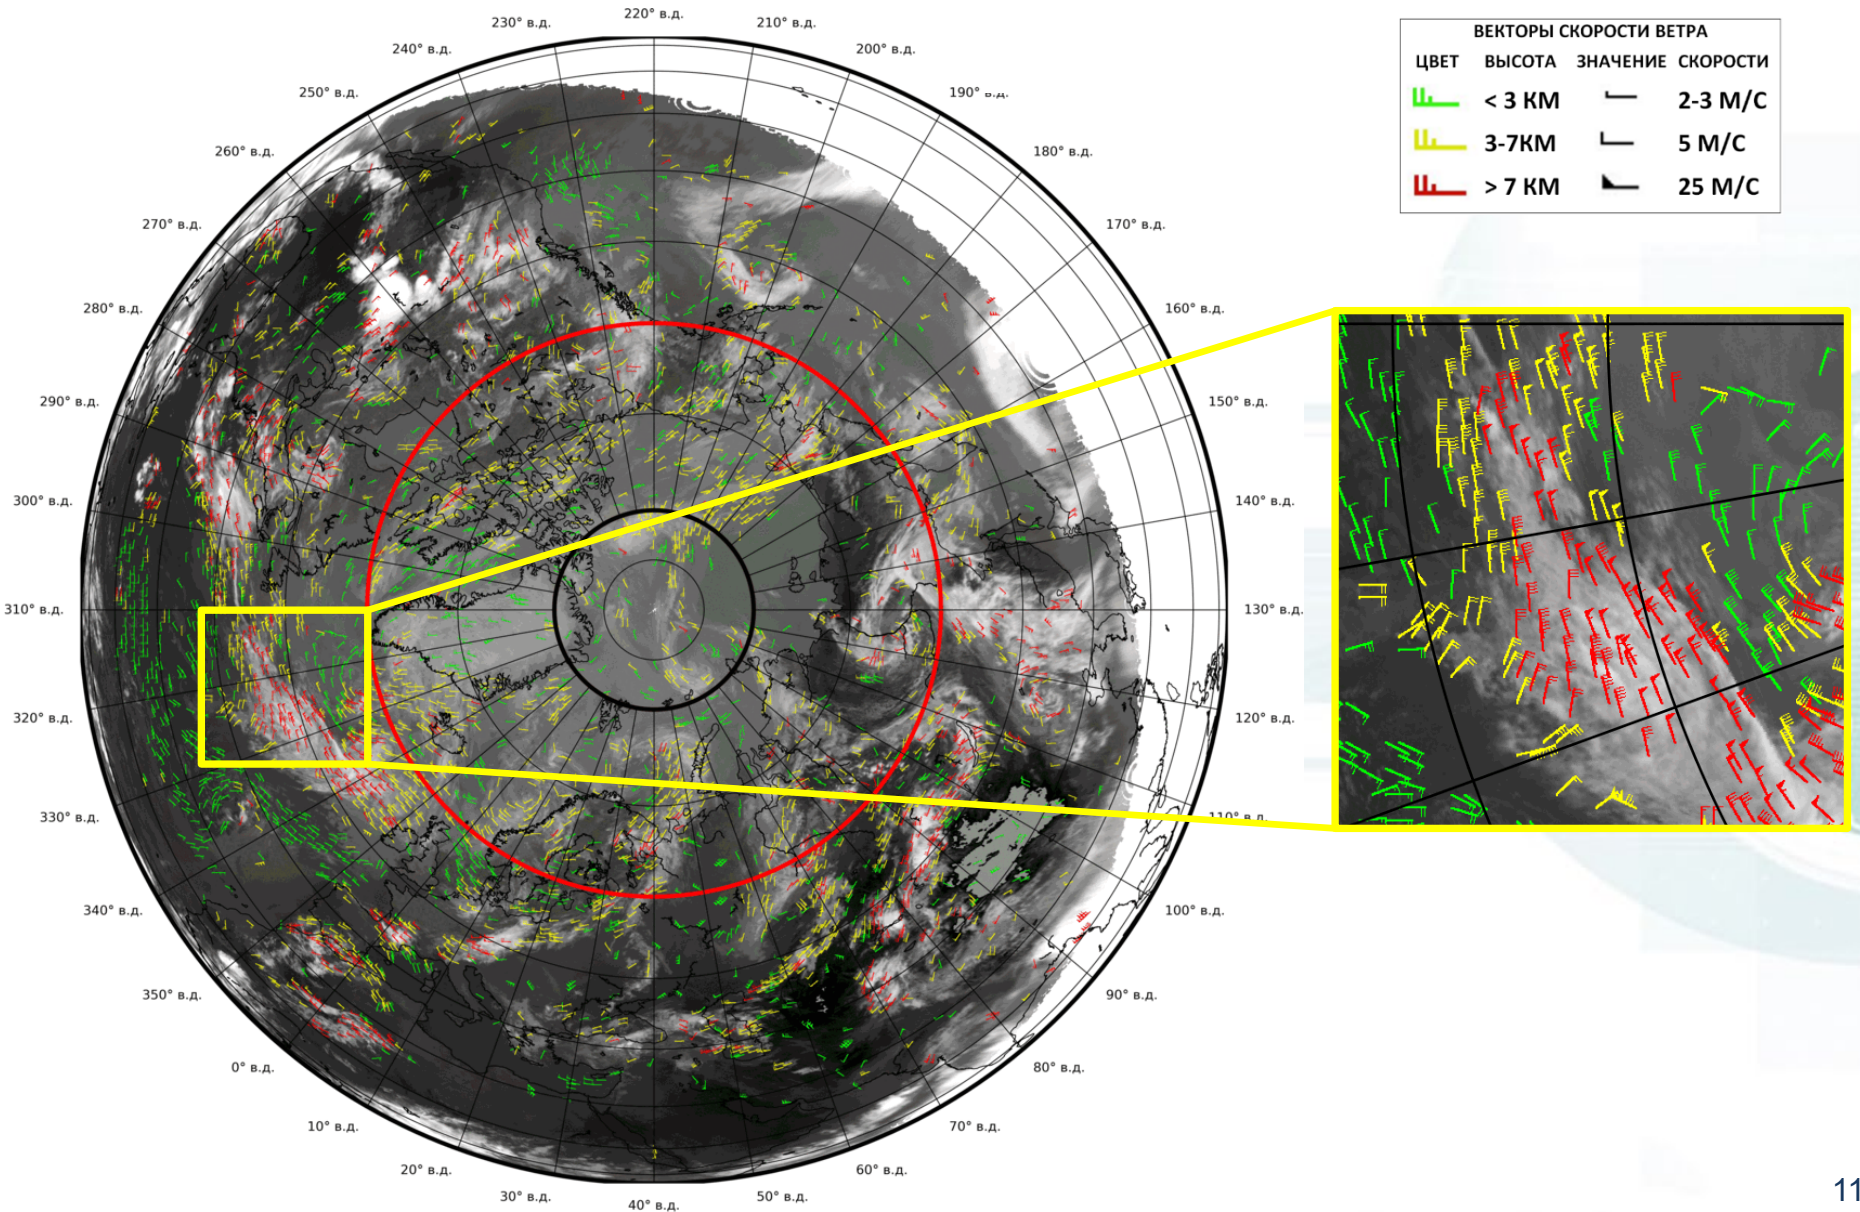 220° в.д.
230° в.д.
210° в.д.
240° в.д.
200° в.д.
250° в.д.
190° в.д.
260° в.д.
180° в.д.
270° в.д.
170° в.д.
280° в.д.
160° в.д.
290° в.д.
150° в.д.
300° в.д.
140° в.д.
310° в.д.
130° в.д.
320° в.д.
120° в.д.
330° в.д.
110° в.д.
340° в.д.
100° в.д.
350° в.д.
90° в.д.
0° в.д.
80° в.д.
10° в.д.
70° в.д.
20° в.д.
60° в.д.
30° в.д.
50° в.д.
40° в.д.
ВЕКТОРЫ СКОРОСТИ ВЕТРА
ЦВЕТ ВЫСОТА ЗНАЧЕНИЕ СКОРОСТИ
< 3 КМ 2-3 М/С
3-7КМ 5 М/С
> 7 КМ 25 М/С
11